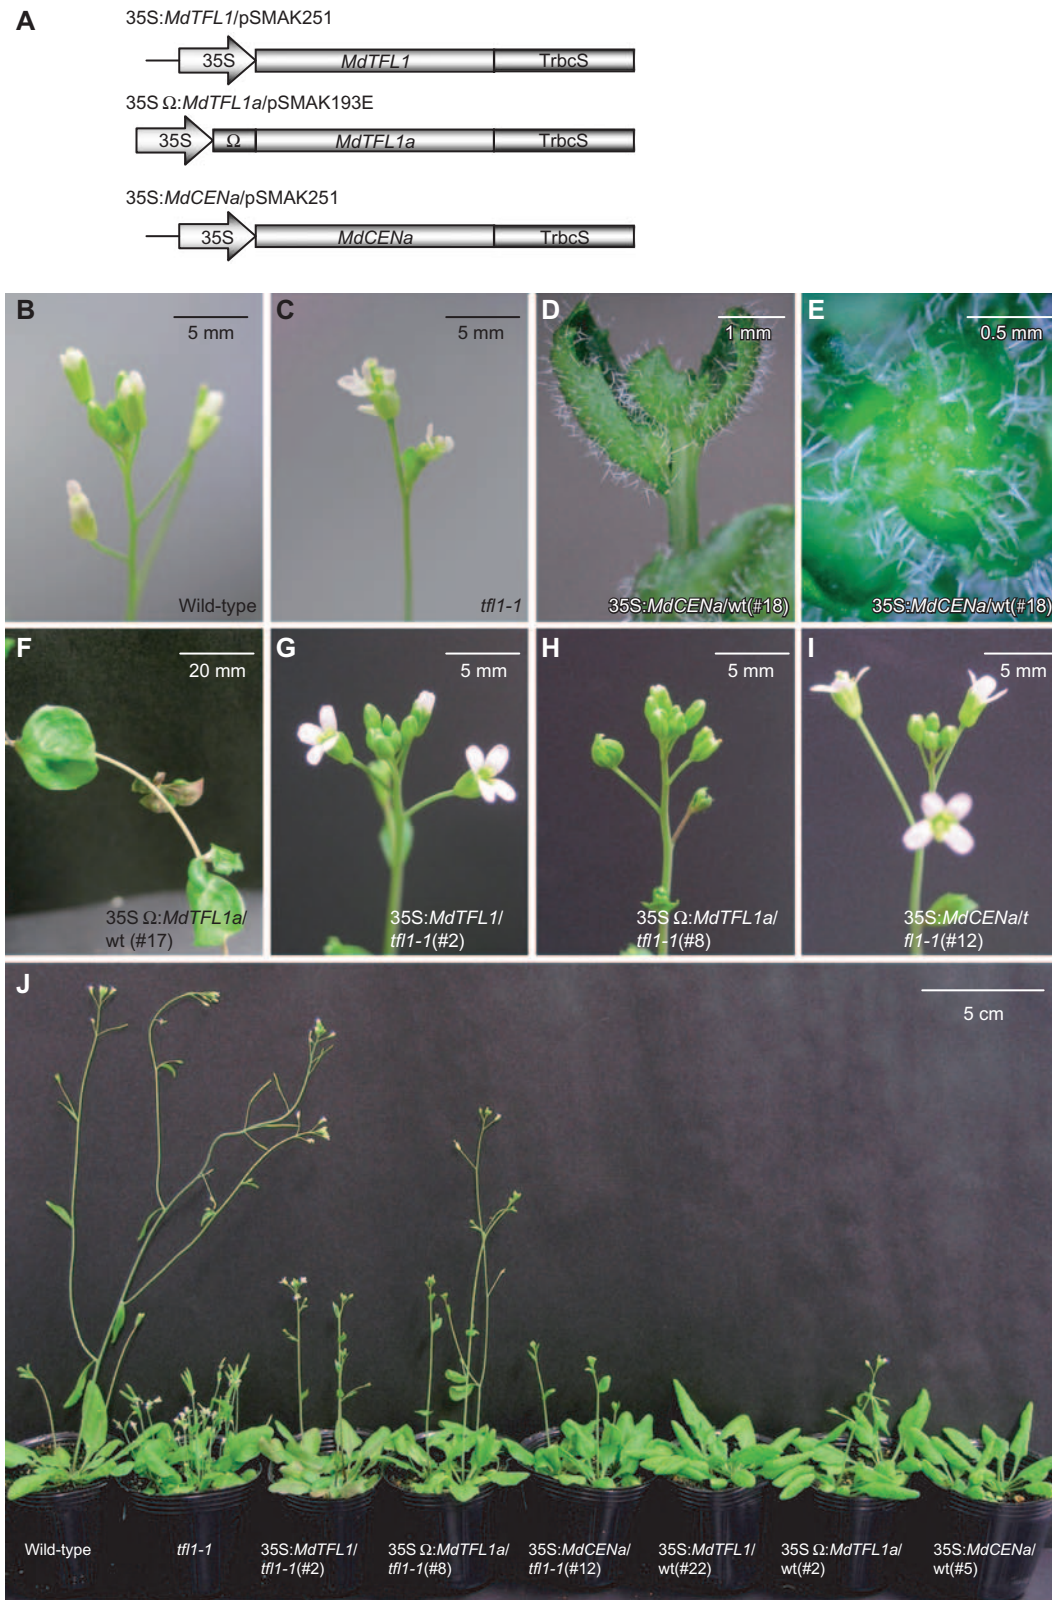 A
35S:MdTFL1/pSMAK251
35S
MdTFL1
TrbcS
35S Ω:MdTFL1a/pSMAK193E
35S
Ω
MdTFL1a
TrbcS
35S:MdCENa/pSMAK251
35S
MdCENa
TrbcS
B
5 mm
Wild-type
C
5 mm
tfl1-1
D
1 mm
35S:MdCENa/wt(#18)
E
0.5 mm
35S:MdCENa/wt(#18)
F
20 mm
35S Ω:MdTFL1a/
wt (#17)
G
5 mm
35S:MdTFL1/
tfl1-1(#2)
H
5 mm
35S Ω:MdTFL1a/
tfl1-1(#8)
I
5 mm
35S:MdCENa/t
fl1-1(#12)
J
5 cm
Wild-type
tfl1-1
35S:MdTFL1/
tfl1-1(#2)
35S Ω:MdTFL1a/
tfl1-1(#8)
35S:MdCENa/
tfl1-1(#12)
35S:MdTFL1/
wt(#22)
35S Ω:MdTFL1a/
wt(#2)
35S:MdCENa/
wt(#5)